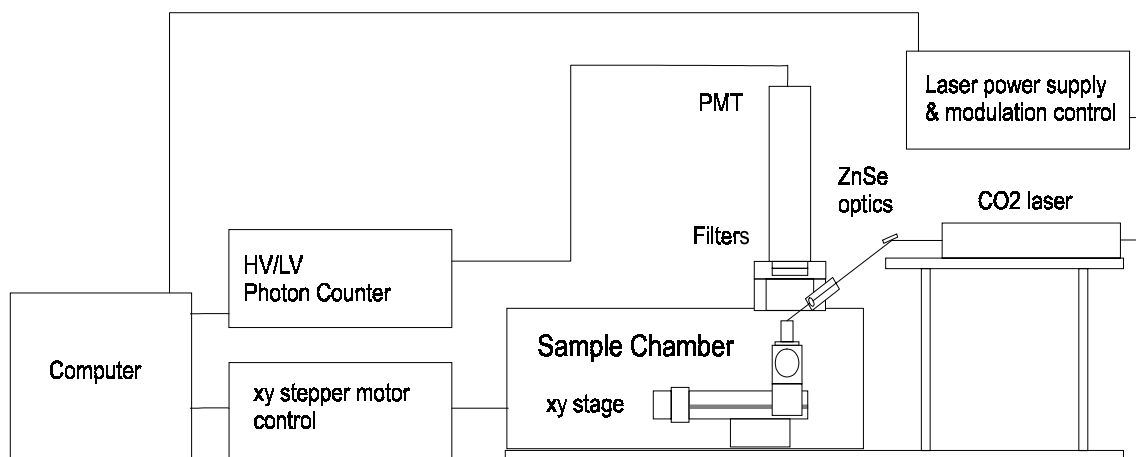 Laser power supply
& modulation control
PMT
ZnSe
optics
CO2 laser
Filters
HV/LV
Photon Counter
Sample Chamber
Computer
xy stepper motor
control
xy stage